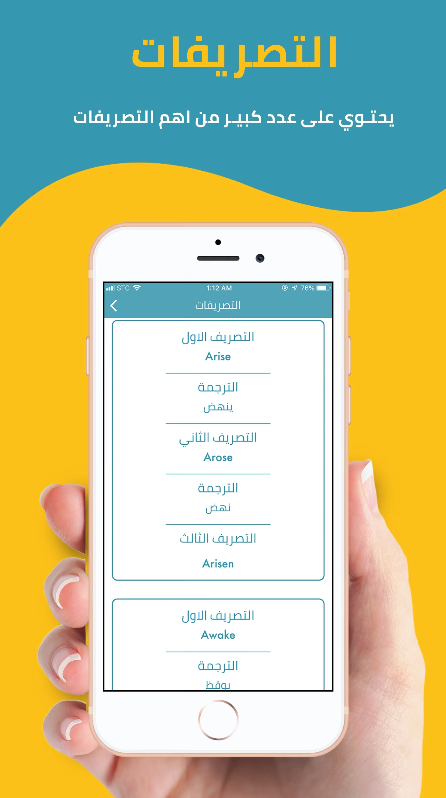 التصريفات
يحتوي على عدد كبير من اهم التصريفات
STC 1:12 AM 76%
التصريفات
التصريف الاول
Arise
الترجمة
ينهض
التصريف الثاني
Arose
الترجمة
نهض
التصريف الثالث
Arisen
التصريف الاول
Awake
الترجمة
يوقظ